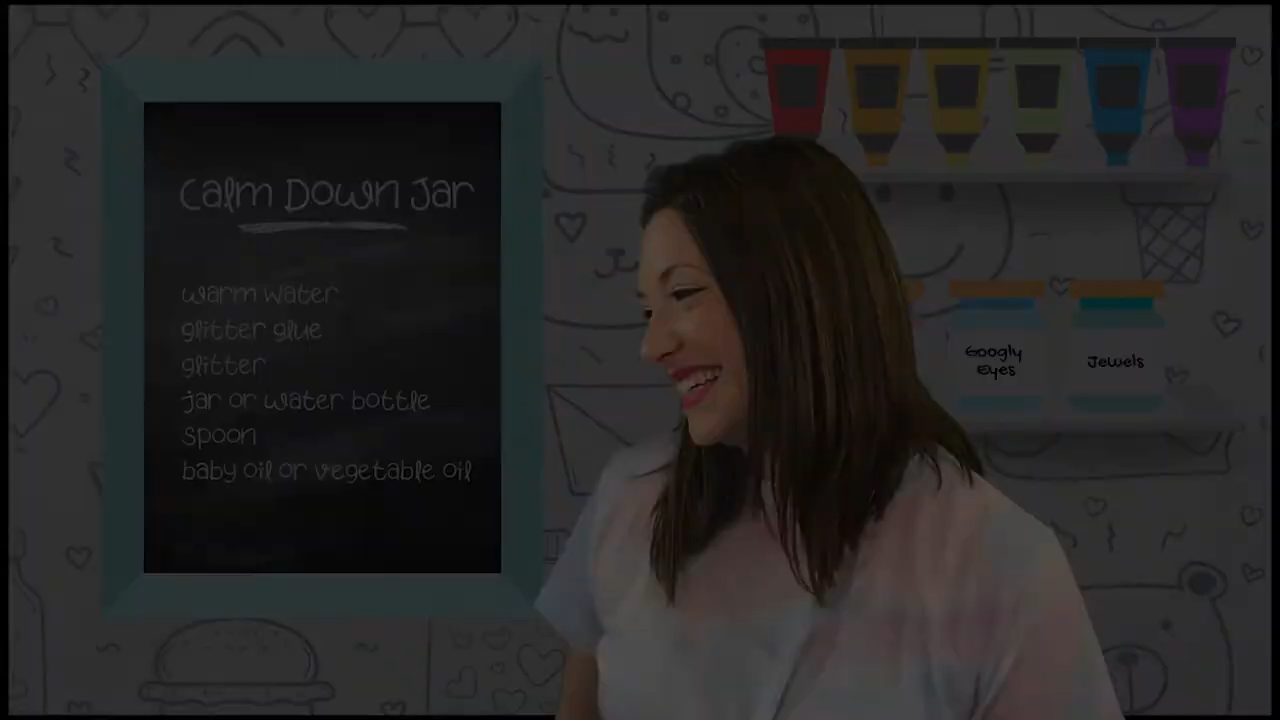 Calm Down Jar
warm water
glitter glue
glitter
jar or water bottle
spoon
baby oil or vegetable oil
Googly
Eyes
Jewels